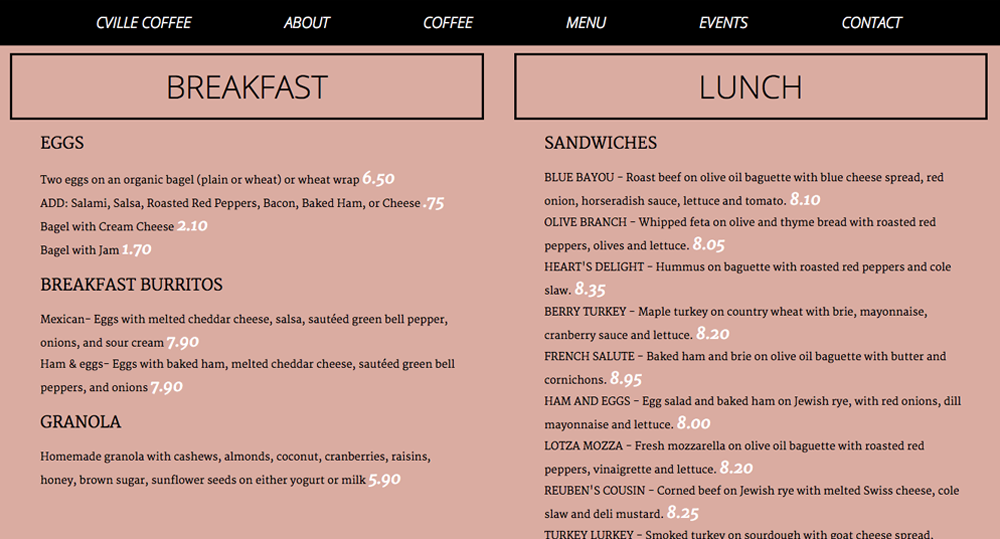 CVILLE COFFEE ABOUT COFFEE MENU EVENTS CONTACT
BREAKFAST
EGGS
Two eggs on an organic bagel (plain or wheat) or wheat wrap 6.50
ADD: Salami, Salsa, Roasted Red Peppers, Bacon, Baked Ham, or Cheese .75
Bagel with Cream Cheese 2.10
Bagel with Jam 1.70
BREAKFAST BURRITOS
Mexican- Eggs with melted cheddar cheese, salsa, sautéed green bell pepper,
onions, and sour cream 7.90
Ham & eggs- Eggs with baked ham, melted cheddar cheese, sautéed green bell
peppers, and onions 7.90
GRANOLA
Homemade granola with cashews, almonds, coconut, cranberries, raisins,
honey, brown sugar, sunflower seeds on either yogurt or milk 5.90
LUNCH
SANDWICHES
BLUE BAYOU - Roast beef on olive oil baguette with blue cheese spread, red
onion, horseradish sauce, lettuce and tomato. 8.10
OLIVE BRANCH - Whipped feta on olive and thyme bread with roasted red
peppers, olives and lettuce. 8.05
HEART'S DELIGHT - Hummus on baguette with roasted red peppers and cole
slaw. 8.35
BERRY TURKEY - Maple turkey on country wheat with brie, mayonnaise,
cranberry sauce and lettuce. 8.20
FRENCH SALUTE - Baked ham and brie on olive oil baguette with butter and
cornichons. 8.95
HAM AND EGGS - Egg salad and baked ham on Jewish rye, with red onions, dill
mayonnaise and lettuce. 8.00
LOTZA MOZZA - Fresh mozzarella on olive oil baguette with roasted red
peppers, vinaigrette and lettuce. 8.20
REUBEN'S COUSIN - Corned beef on Jewish rye with melted Swiss cheese, cole
slaw and deli mustard. 8.25
TURKEY LURKEY - Smoked turkey on sourdough with goat cheese spread,